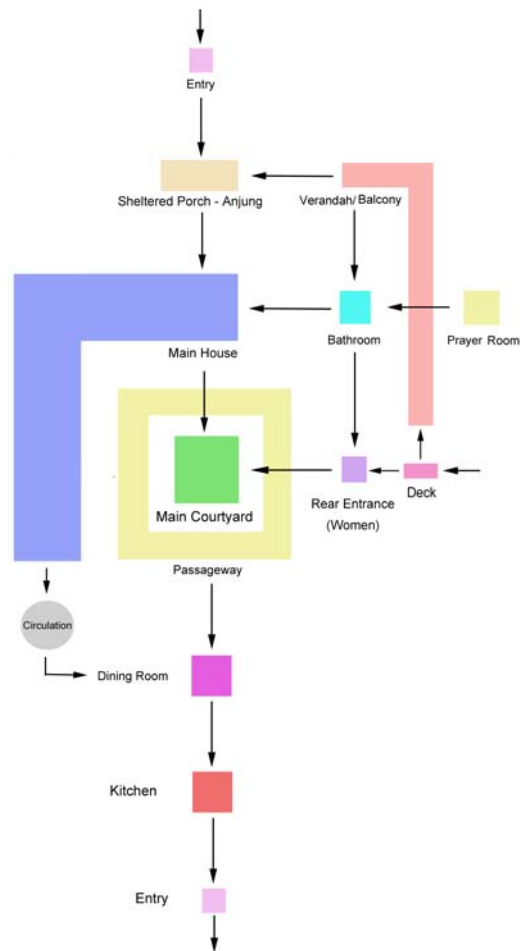 Entry
Sheltered Porch - Anjung
Verandah/ Balcony
Bathroom
Prayer Room
Main House
Main Courtyard
Rear Entrance
(Women)
Deck
Passageway
Circulation
Dining Room
Kitchen
Entry